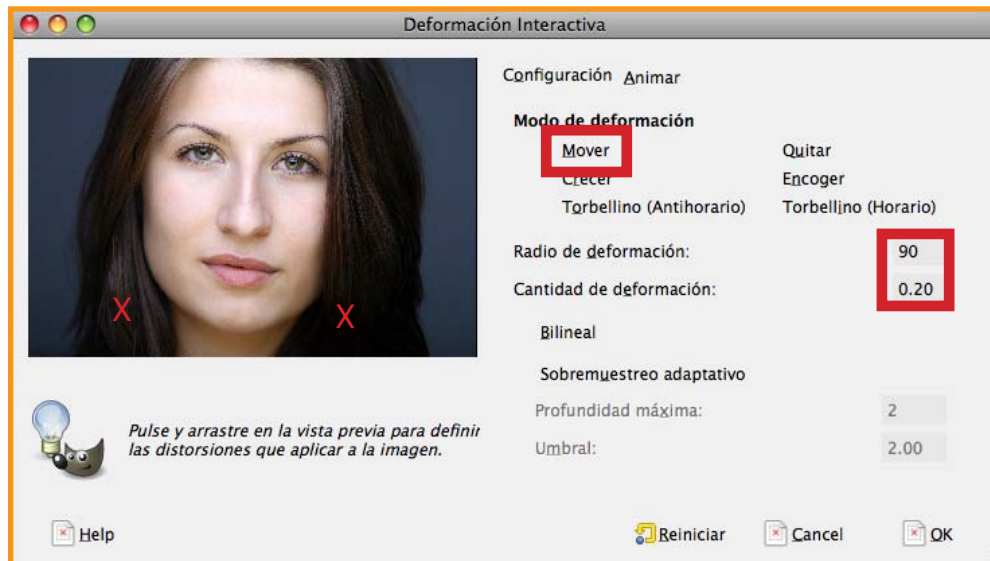 Deformación Interactiva
Configuración Animar
Modo de deformación
Mover Quitar
Crecer Encoger
Torbellino (Antihorario) Torbellino (Horario)
Radio de deformación: 90
Cantidad de deformación: 0.20
Bilineal
X X
Sobremuestreo adaptativo
Profundidad máxima: 2
Umbral: 2.00
Pulse y arrastre en la vista previa para definir
las distorsiones que aplicar a la imagen.
Help Reiniciar Cancel OK